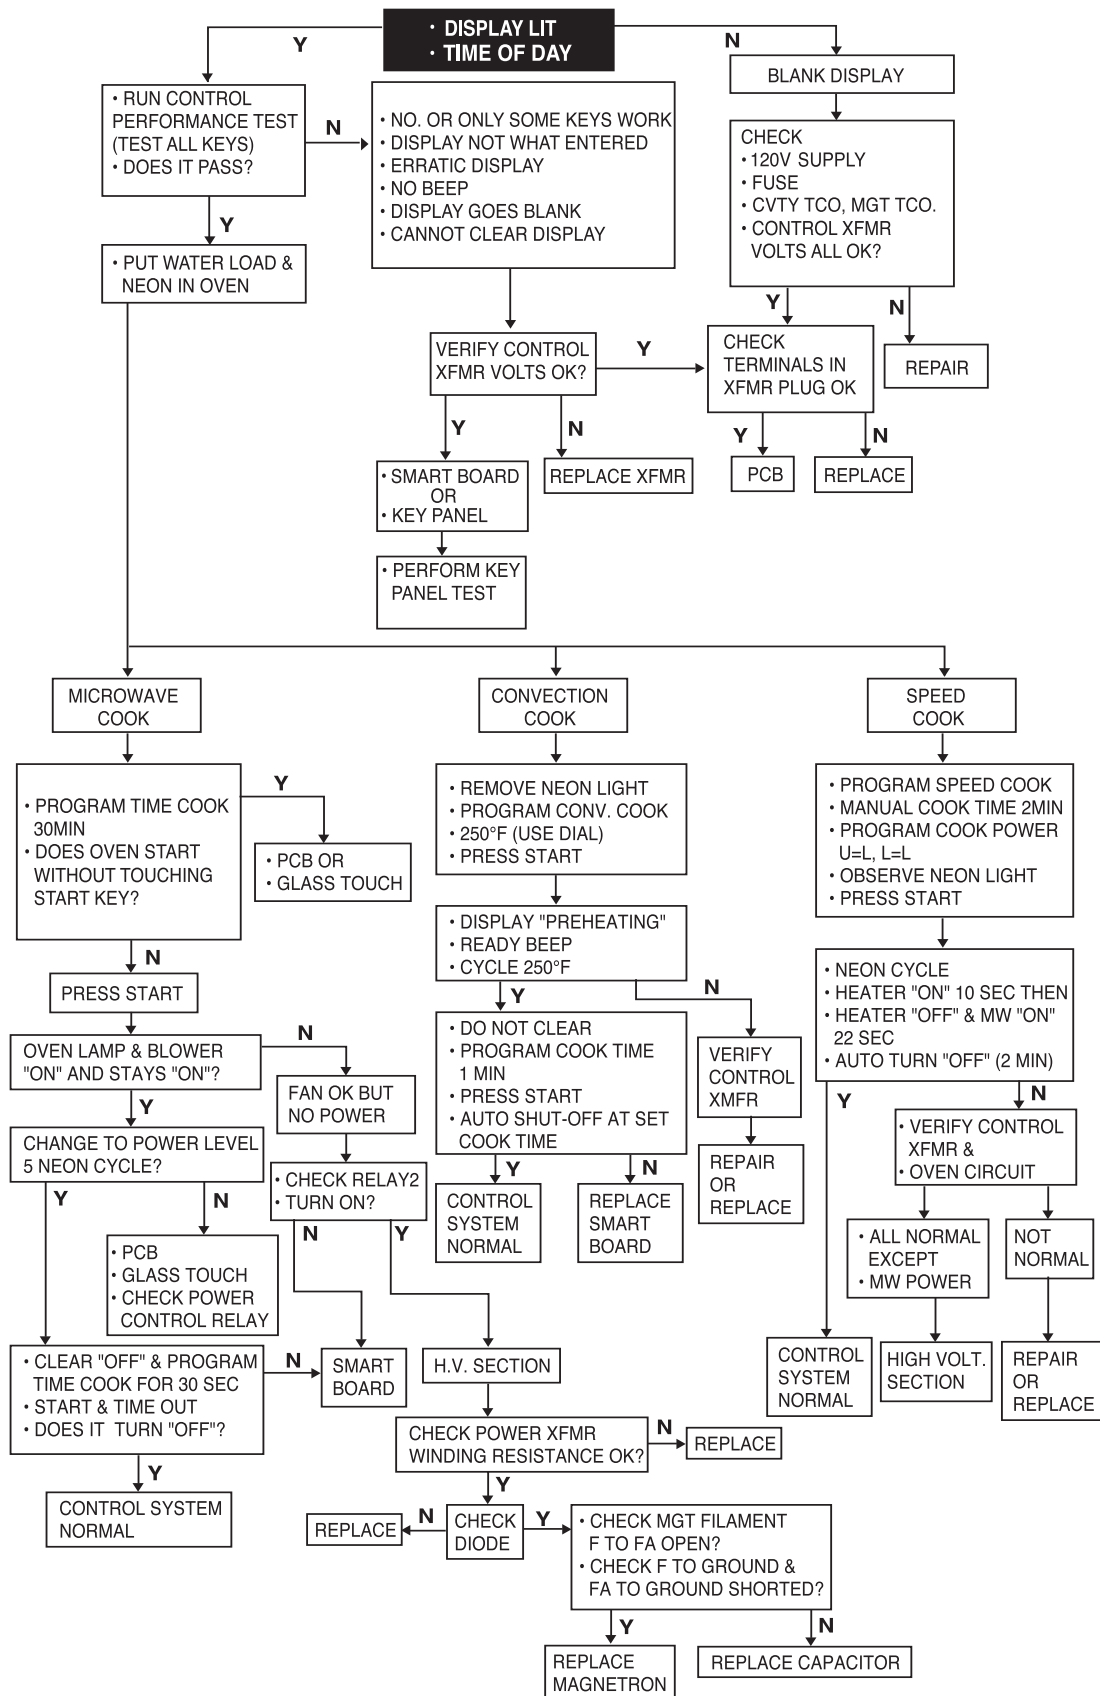 • DISPLAY LIT
• TIME OF DAY
Y
N
BLANK DISPLAY
• RUN CONTROL
PERFORMANCE TEST
(TEST ALL KEYS)
• DOES IT PASS?
N
Y
• NO. OR ONLY SOME KEYS WORK
• DISPLAY NOT WHAT ENTERED
• ERRATIC DISPLAY
• NO BEEP
• DISPLAY GOES BLANK
• CANNOT CLEAR DISPLAY
CHECK
• 120V SUPPLY
• FUSE
• CVTY TCO, MGT TCO.
• CONTROL XFMR
VOLTS ALL OK?
Y
N
• PUT WATER LOAD &
NEON IN OVEN
VERIFY CONTROL
XFMR VOLTS OK?
Y
Y
N
CHECK
TERMINALS IN
XFMR PLUG OK
REPAIR
Y
N
PCB
REPLACE
• SMART BOARD
OR
• KEY PANEL
REPLACE XFMR
• PERFORM KEY
PANEL TEST
MICROWAVE
COOK
CONVECTION
COOK
SPEED
COOK
• PROGRAM TIME COOK
30MIN
• DOES OVEN START
WITHOUT TOUCHING
START KEY?
Y
N
• PCB OR
• GLASS TOUCH
PRESS START
OVEN LAMP & BLOWER
"ON" AND STAYS "ON"?
N
Y
FAN OK BUT
NO POWER
CHANGE TO POWER LEVEL
5 NEON CYCLE?
Y
N
• CHECK RELAY2
• TURN ON?
N
Y
• PCB
• GLASS TOUCH
• CHECK POWER
CONTROL RELAY
• CLEAR "OFF" & PROGRAM
TIME COOK FOR 30 SEC
• START & TIME OUT
• DOES IT TURN "OFF"?
N
Y
SMART
BOARD
CONTROL SYSTEM
NORMAL
H.V. SECTION
CHECK POWER XFMR
WINDING RESISTANCE OK?
N
Y
REPLACE
CHECK
DIODE
N
Y
REPLACE
• CHECK MGT FILAMENT
F TO FA OPEN?
• CHECK F TO GROUND &
FA TO GROUND SHORTED?
Y
N
REPLACE
MAGNETRON
REPLACE CAPACITOR
• REMOVE NEON LIGHT
• PROGRAM CONV. COOK
• 250°F (USE DIAL)
• PRESS START
• DISPLAY "PREHEATING"
• READY BEEP
• CYCLE 250°F
Y
N
• DO NOT CLEAR
• PROGRAM COOK TIME
1 MIN
• PRESS START
• AUTO SHUT-OFF AT SET
COOK TIME
Y
N
VERIFY
CONTROL
XMFR
REPAIR
OR
REPLACE
CONTROL
SYSTEM
NORMAL
REPLACE
SMART
BOARD
• PROGRAM SPEED COOK
• MANUAL COOK TIME 2MIN
• PROGRAM COOK POWER
U=L, L=L
• OBSERVE NEON LIGHT
• PRESS START
• NEON CYCLE
• HEATER "ON" 10 SEC THEN
• HEATER "OFF" & MW "ON"
22 SEC
• AUTO TURN "OFF" (2 MIN)
Y
N
• VERIFY CONTROL
XFMR &
• OVEN CIRCUIT
• ALL NORMAL
EXCEPT
• MW POWER
NOT
NORMAL
CONTROL
SYSTEM
NORMAL
HIGH VOLT.
SECTION
REPAIR
OR
REPLACE